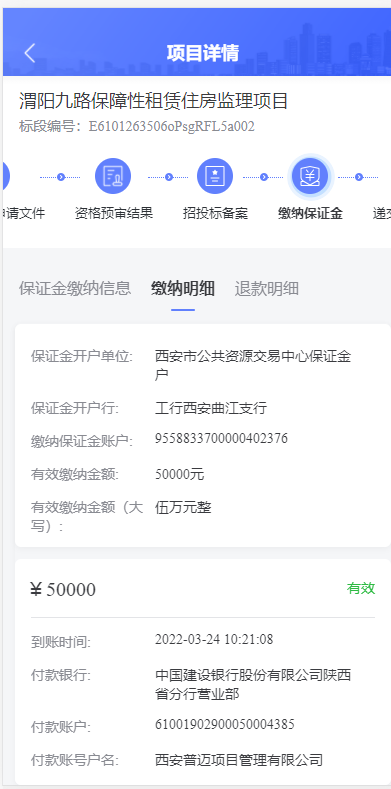 项目详情
渭阳九路保障性租赁住房监理项目
标段编号：E6101263506oPsgRFL5a002
请文件 资格预审结果 招投标备案 缴纳保证金 递
保证金缴纳信息 缴纳明细 退款明细
保证金开户单位: 西安市公共资源交易中心保证金
户
保证金开户行: 工行西安曲江支行
缴纳保证金账户: 9558833700000402376
有效缴纳金额: 50000元
有效缴纳金额（大 伍万元整
写）:
￥50000 有效
到账时间: 2022-03-24 10:21:08
付款银行: 中国建设银行股份有限公司陕西
省分行营业部
付款账户: 61001902900050004385
付款账号户名: 西安普迈项目管理有限公司